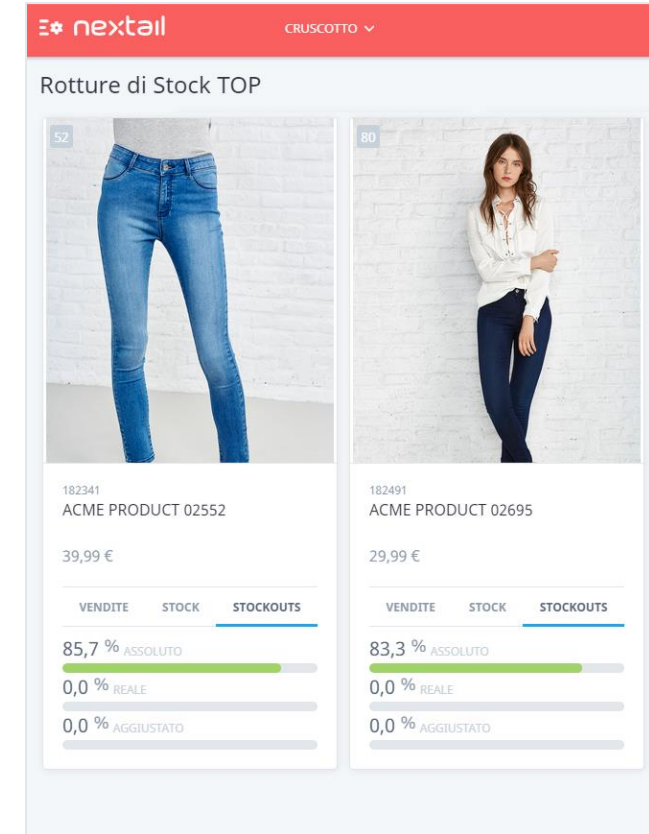 nextail
CRUSCOTTO
Rotture di Stock TOP
52
182341
ACME PRODUCT 02552
39,99 €
VENDITE STOCK STOCKOUTS
85,7 % ASSOLUTO
0,0 % REALE
0,0 % AGGIUSTATO
80
182491
ACME PRODUCT 02695
29,99 €
VENDITE STOCK STOCKOUTS
83,3 % ASSOLUTO
0,0 % REALE
0,0 % AGGIUSTATO